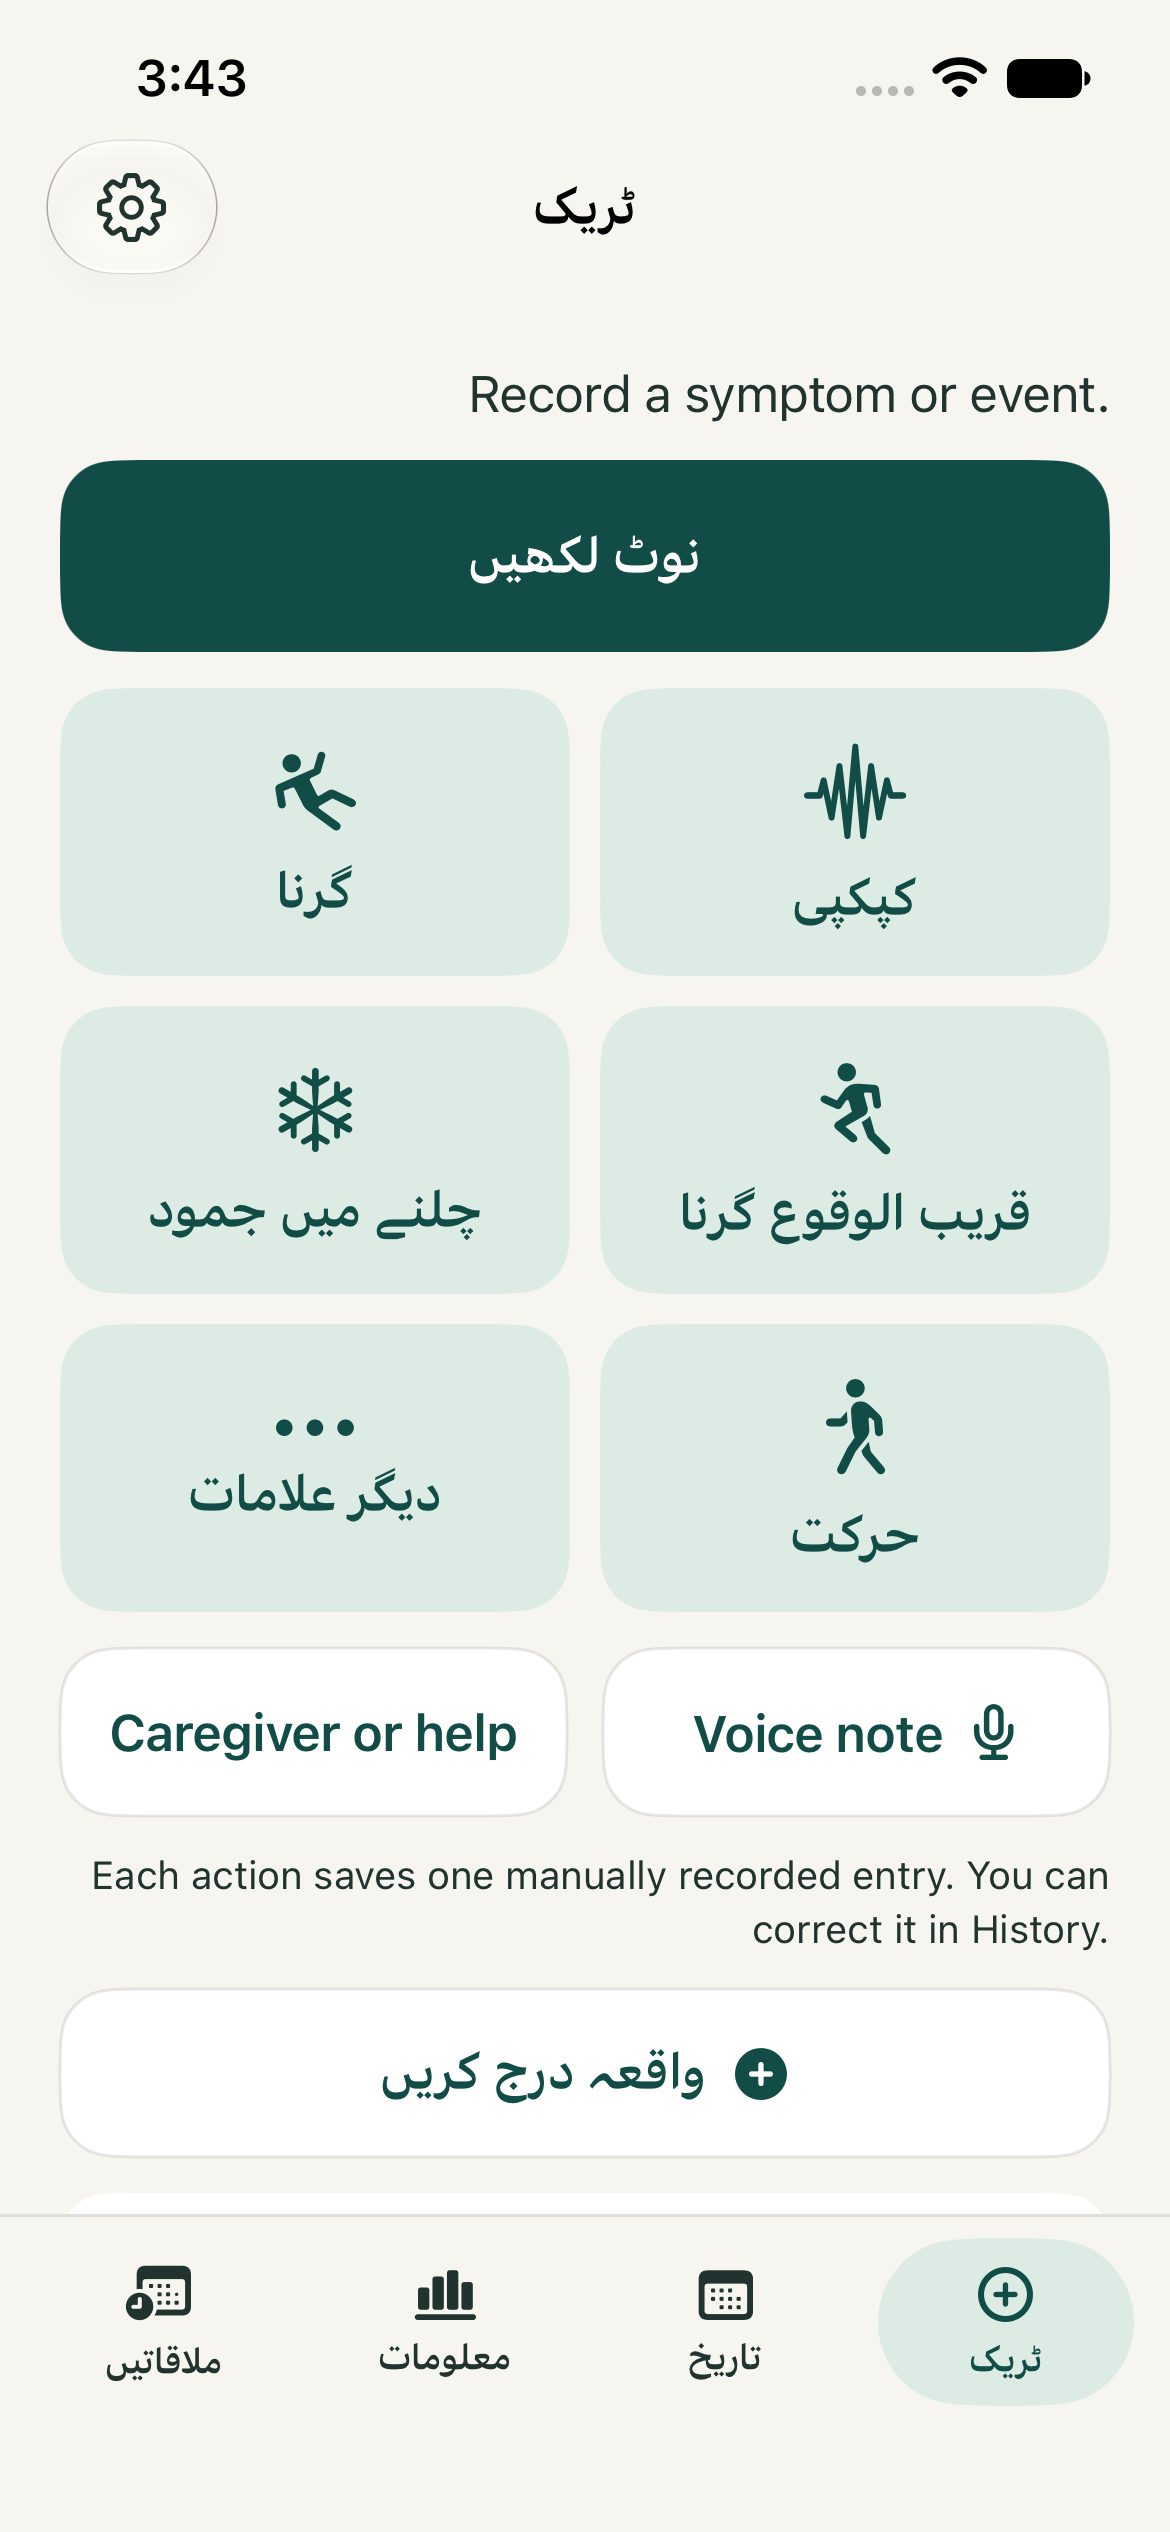 3:43
ٹریک
Record a symptom or event.
نوٹ لکھیں
کپکپی
گرنا
قریب الوقوع گرنا
چلنے میں جمود
حرکت
دیگر علامات
Voice note
Caregiver or help
Each action saves one manually recorded entry. You can
correct it in History.
واقعہ درج کریں
ٹریک
تاریخ
معلومات
ملاقاتیں